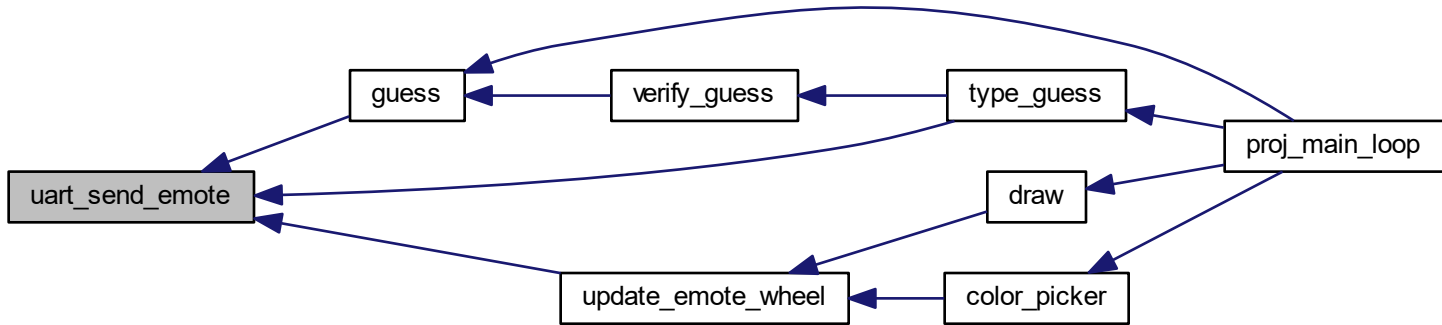 guess
verify_guess
type_guess
proj_main_loop
uart_send_emote
draw
update_emote_wheel
color_picker